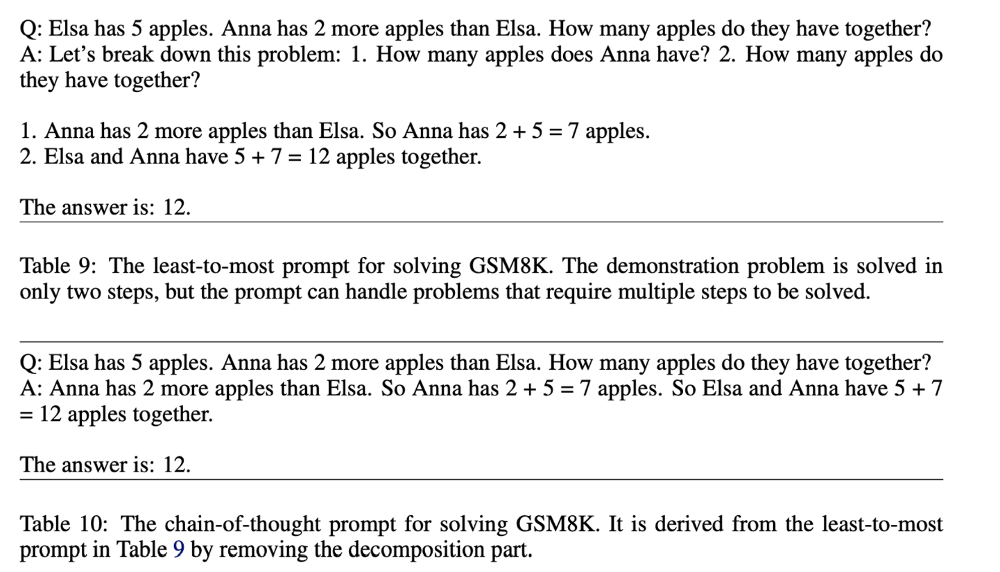 Q: Elsa has 5 apples. Anna has 2 more apples than Elsa. How many apples do they have together?
A: Let’s break down this problem: 1. How many apples does Anna have? 2. How many apples do
they have together?
1. Anna has 2 more apples than Elsa. So Anna has 2 + 5 = 7 apples.
2. Elsa and Anna have 5 + 7 = 12 apples together.
The answer is: 12.
Table 9: The least-to-most prompt for solving GSM8K. The demonstration problem is solved in
only two steps, but the prompt can handle problems that require multiple steps to be solved.
Q: Elsa has 5 apples. Anna has 2 more apples than Elsa. How many apples do they have together?
A: Anna has 2 more apples than Elsa. So Anna has 2 + 5 = 7 apples. So Elsa and Anna have 5 + 7
= 12 apples together.
The answer is: 12.
Table 10: The chain-of-thought prompt for solving GSM8K. It is derived from the least-to-most
prompt in Table 9 by removing the decomposition part.